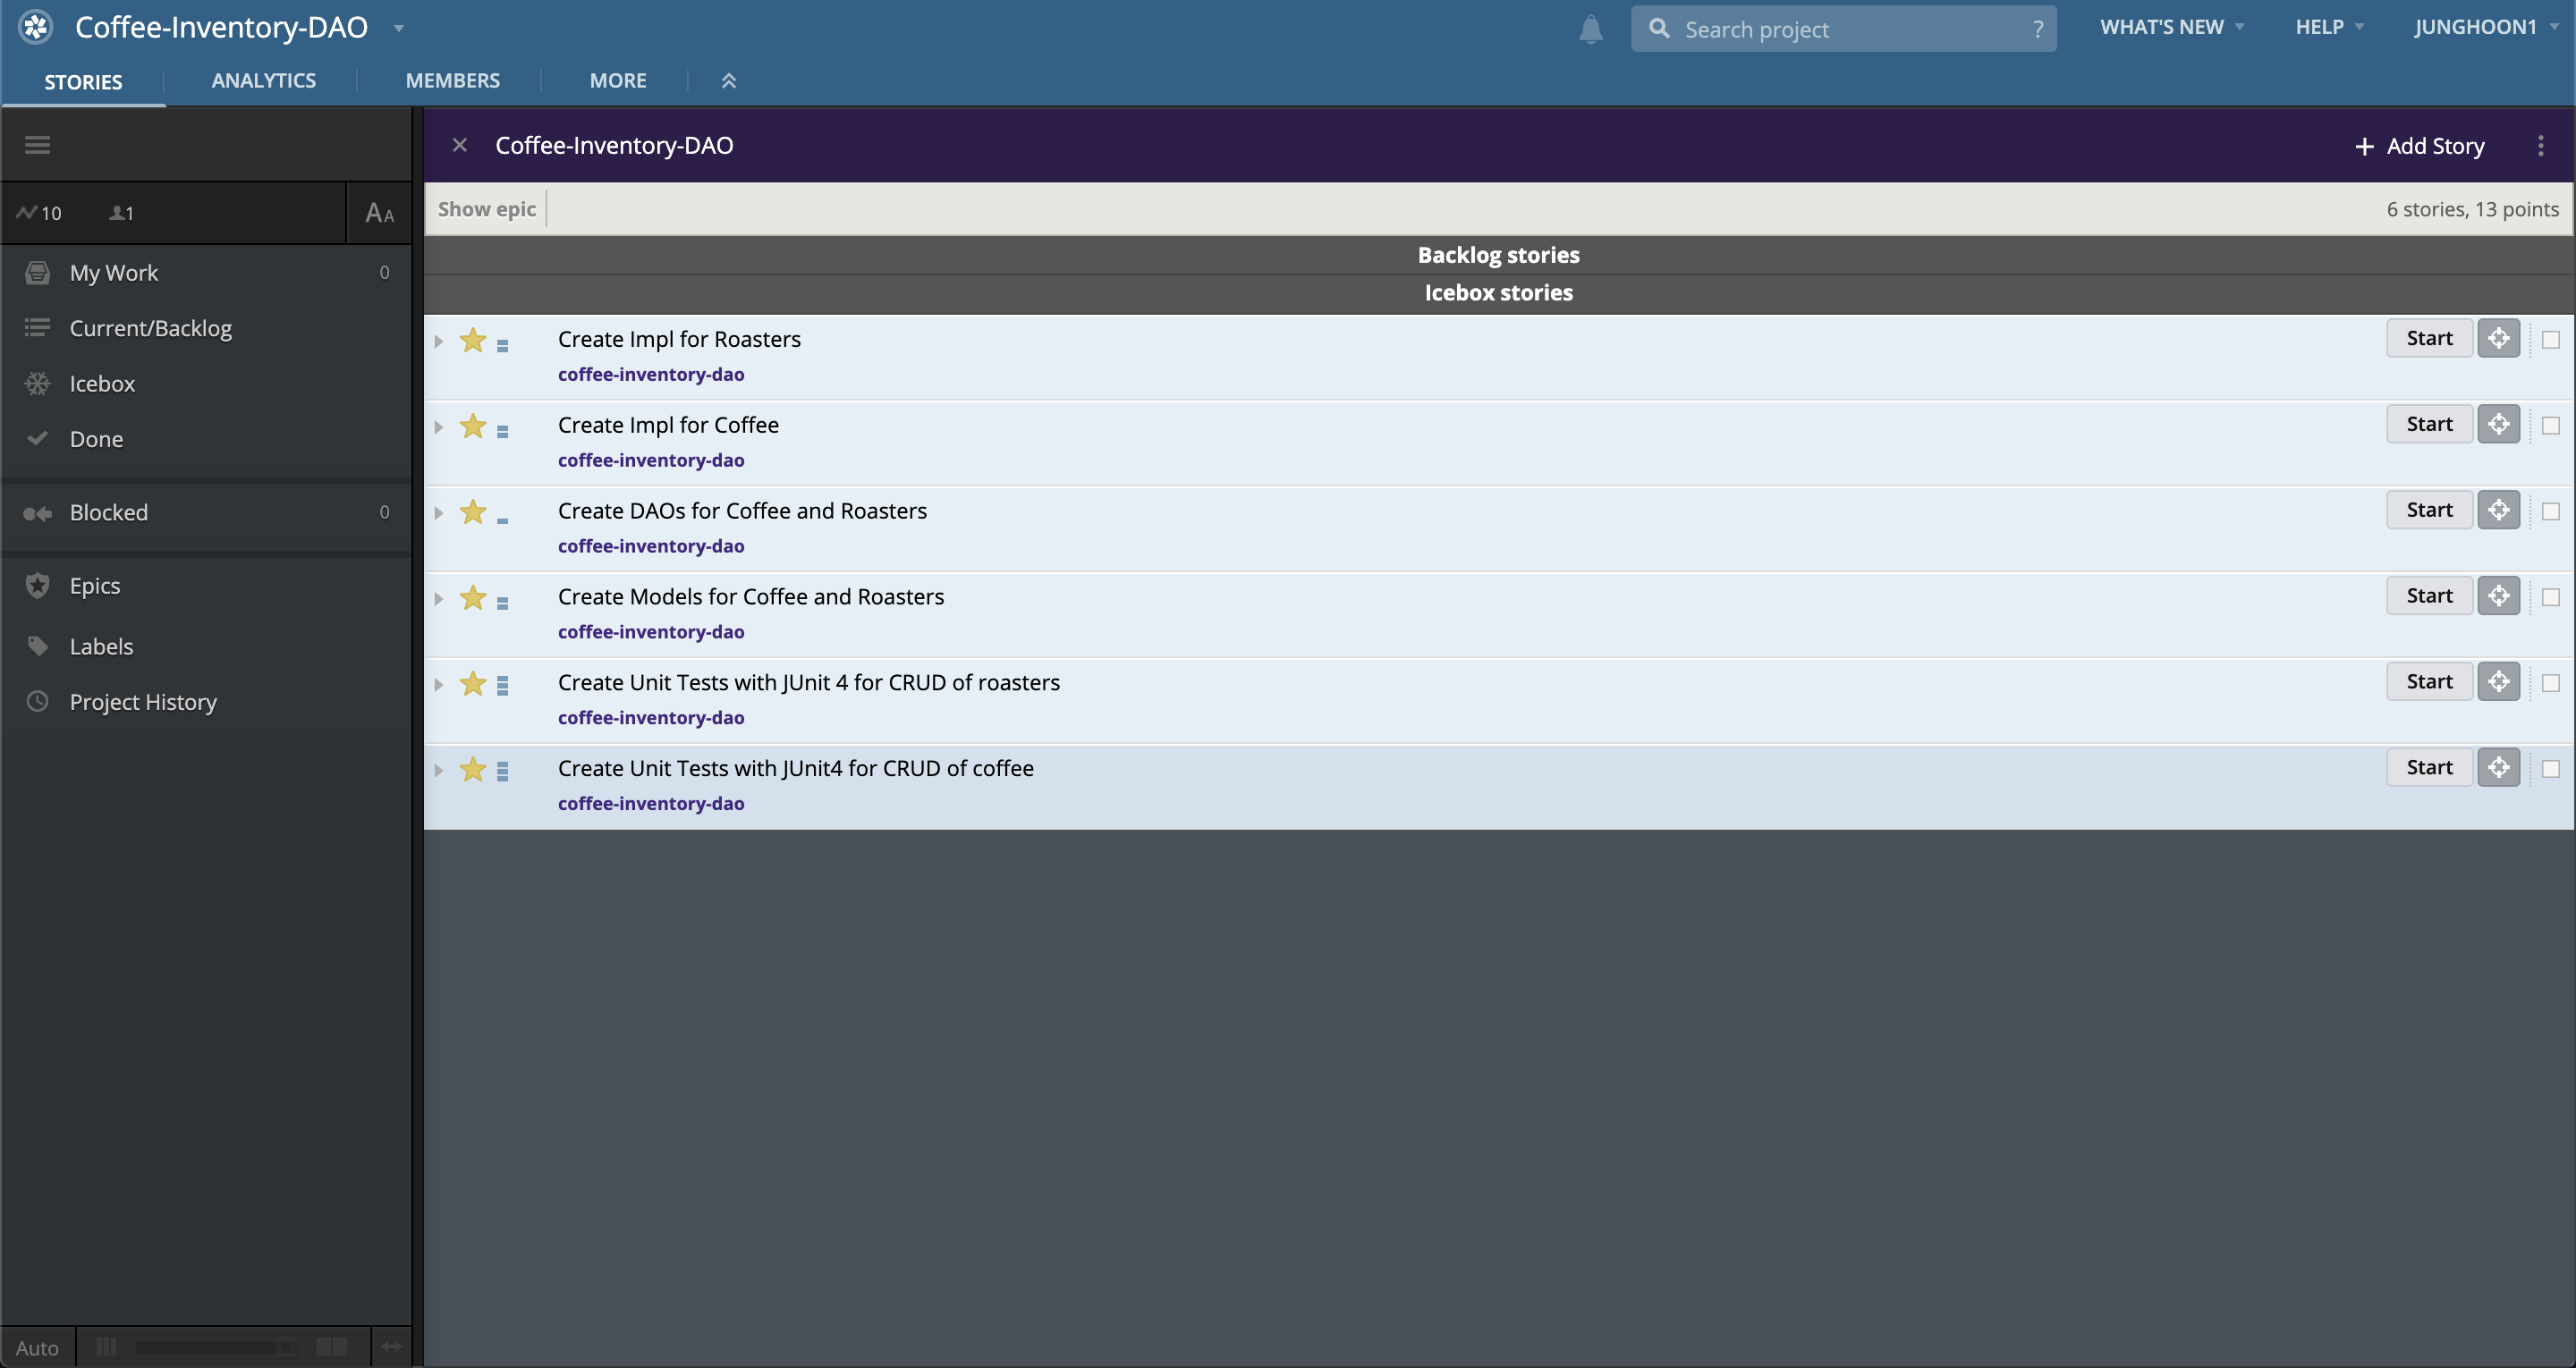 Coffee-Inventory-DAO
Search project ?
WHAT'S NEW
HELP
JUNGHOON1
STORIES
ANALYTICS
MEMBERS
MORE
Coffee-Inventory-DAO
+ Add Story
10
1
AA
Show epic
6 stories, 13 points
My Work 0
Current/Backlog
Icebox
Done
Blocked 0
Epics
Labels
Project History
Auto
Backlog stories
Icebox stories
Create Impl for Roasters
Start
coffee-inventory-dao
Create Impl for Coffee
Start
coffee-inventory-dao
Create DAOs for Coffee and Roasters
Start
coffee-inventory-dao
Create Models for Coffee and Roasters
Start
coffee-inventory-dao
Create Unit Tests with JUnit 4 for CRUD of roasters
Start
coffee-inventory-dao
Create Unit Tests with JUnit4 for CRUD of coffee
Start
coffee-inventory-dao